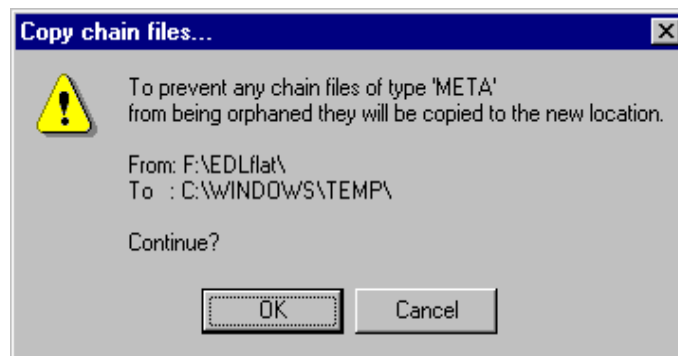 Copy chain files...
To prevent any chain files of type 'META'
from being orphaned they will be copied to the new location.
From: F:\EDLflat\
To : C:\WINDOWS\TEMP\
Continue?
OK
Cancel